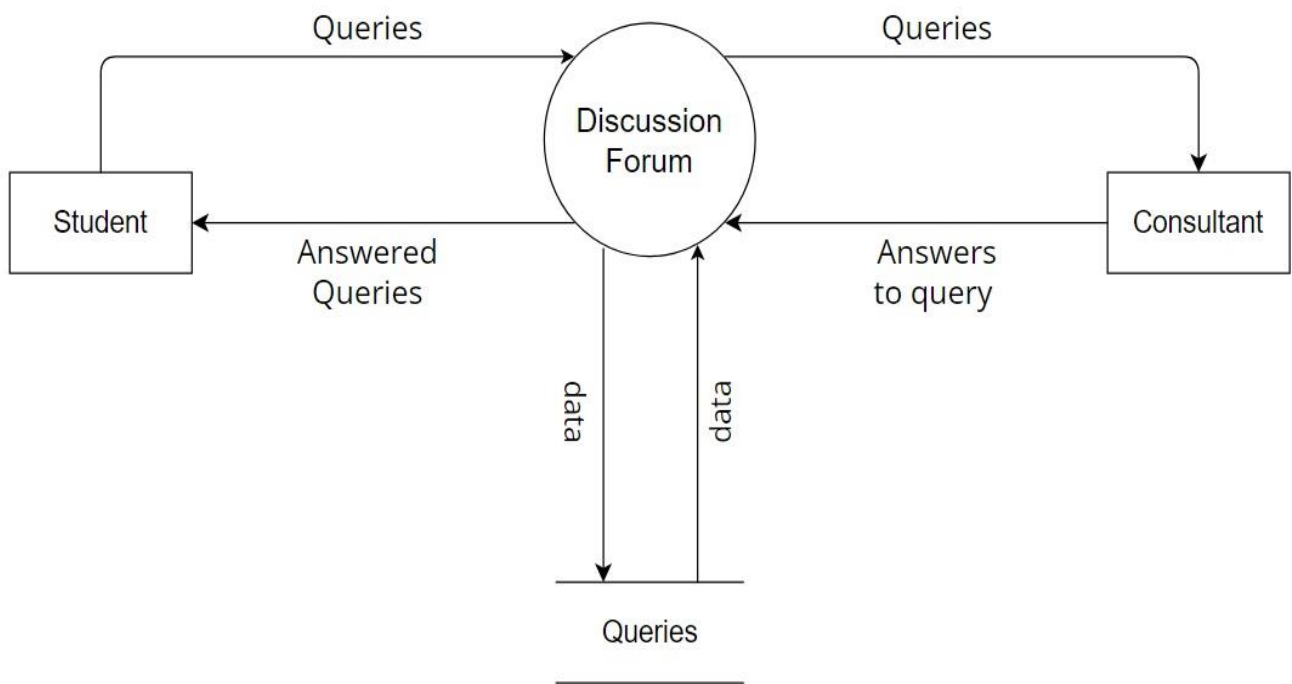 Queries
Queries
Discussion
Forum
Student
Consultant
Answered
Queries
Answers
to query
data
data
Queries